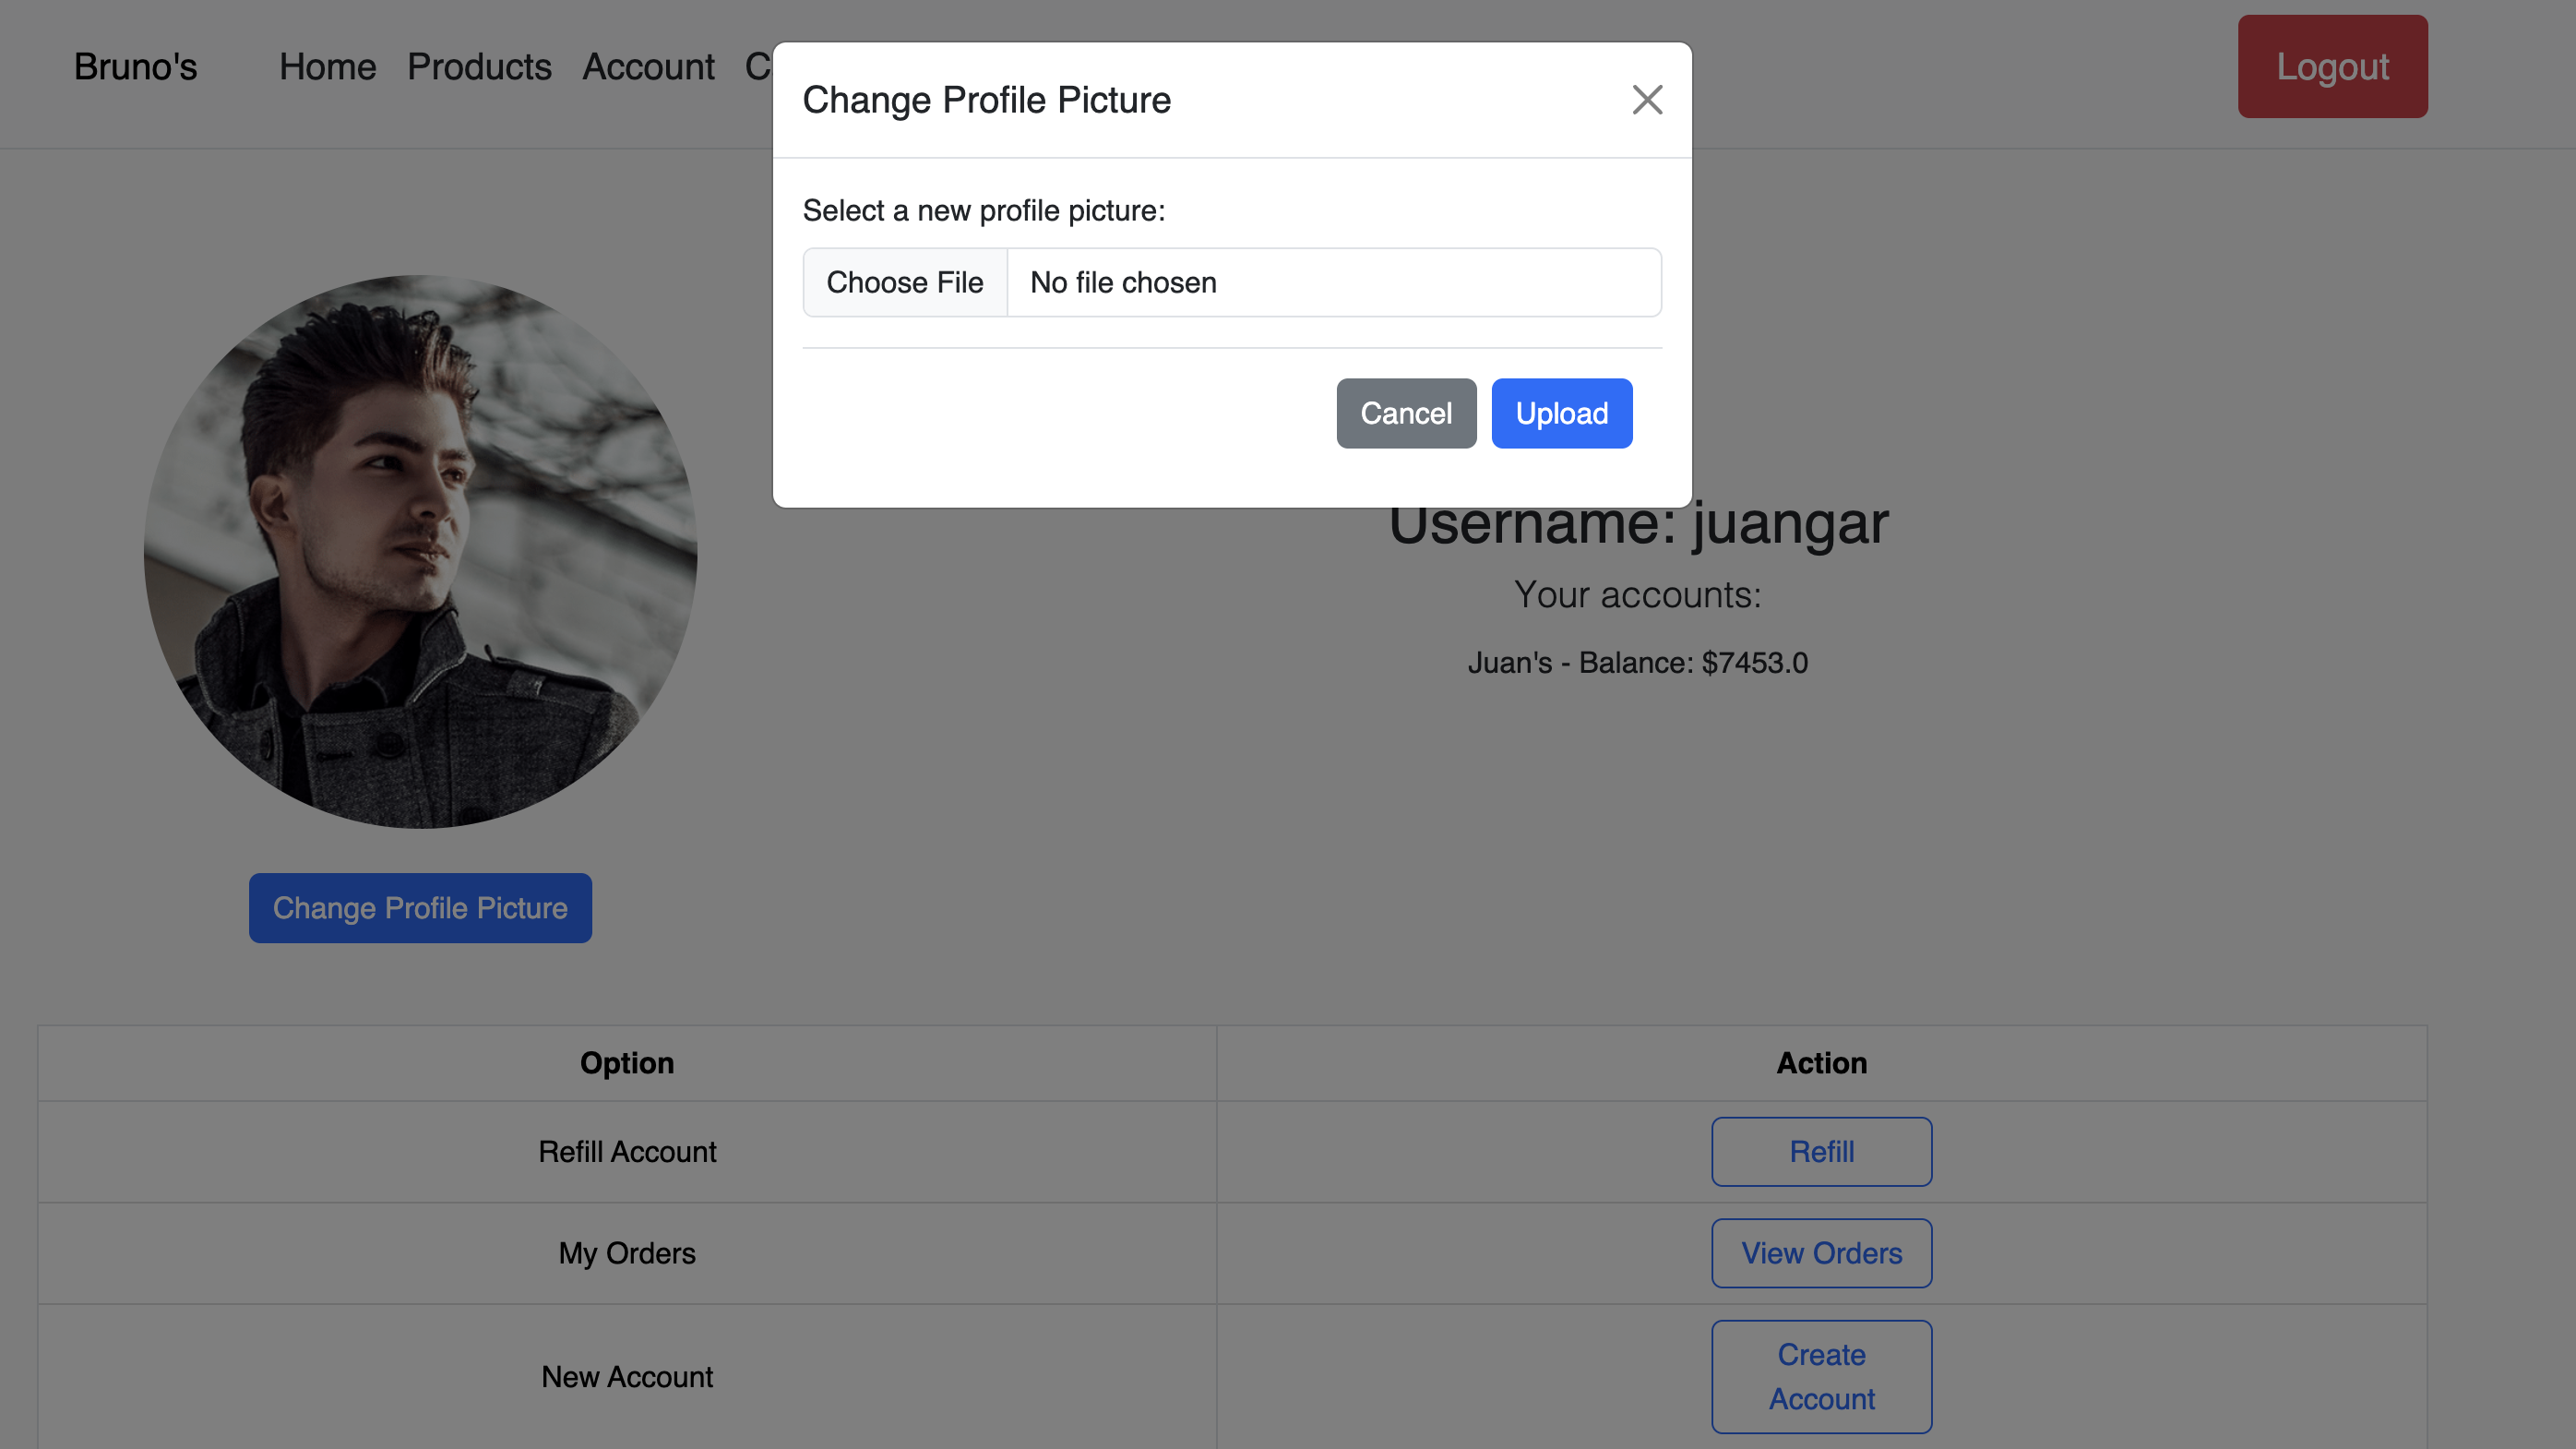 Bruno's
Home Products Account
Logout
Change Profile Picture
Select a new profile picture:
Choose File No file chosen
Cancel Upload
Username: juangar
Your accounts:
Juan's - Balance: $7453.0
Change Profile Picture
Option Action
Refill Account Refill
My Orders View Orders
New Account Create
Account